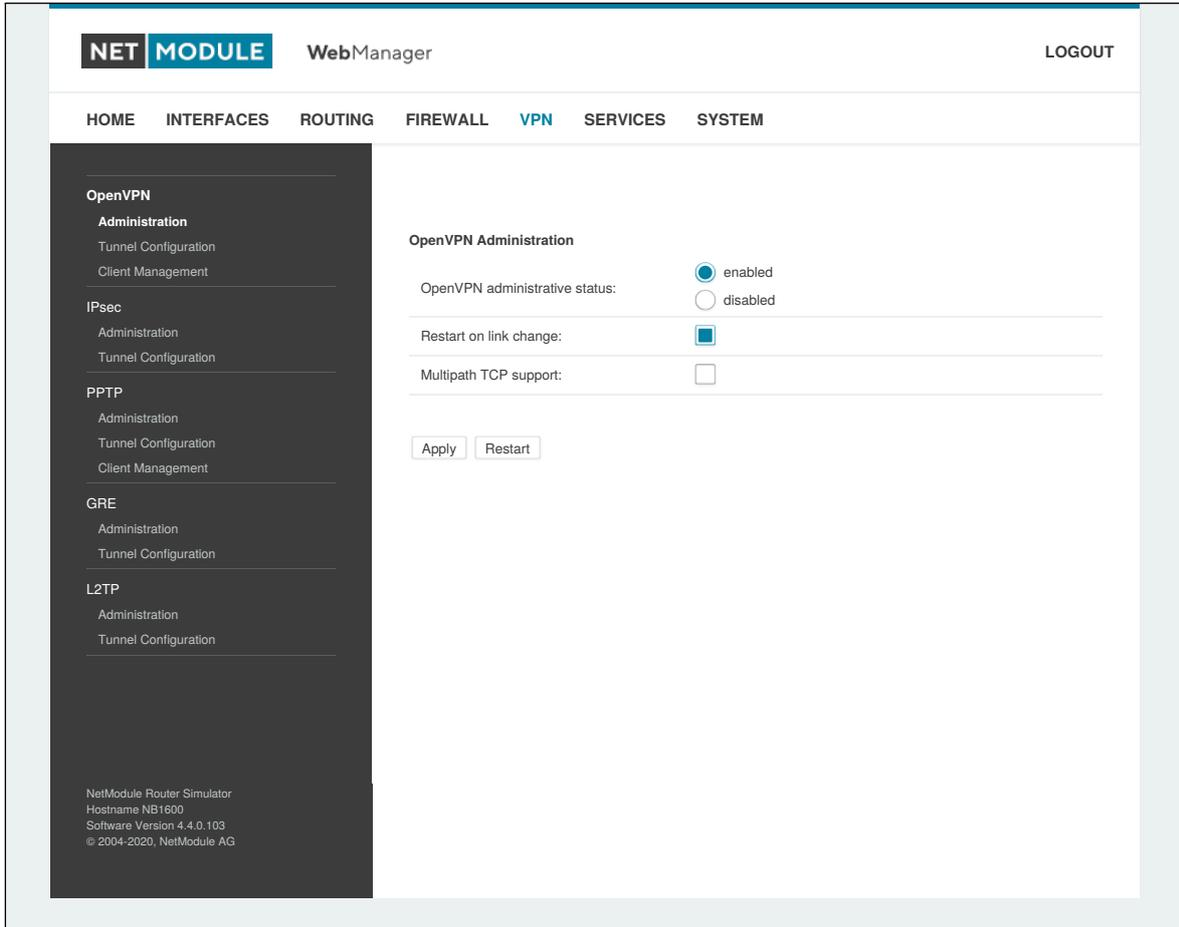 NET MODULE WebManager LOGOUT
HOME INTERFACES ROUTING FIREWALL VPN SERVICES SYSTEM
OpenVPN
Administration
Tunnel Configuration
Client Management
IPsec
Administration
Tunnel Configuration
PPTP
Administration
Tunnel Configuration
Client Management
GRE
Administration
Tunnel Configuration
L2TP
Administration
Tunnel Configuration
NetModule Router Simulator
Hostname NB1600
Software Version 4.4.0.103
© 2004-2020, NetModule AG
OpenVPN Administration
OpenVPN administrative status:
enabled
disabled
Restart on link change:
Multipath TCP support:
Apply Restart